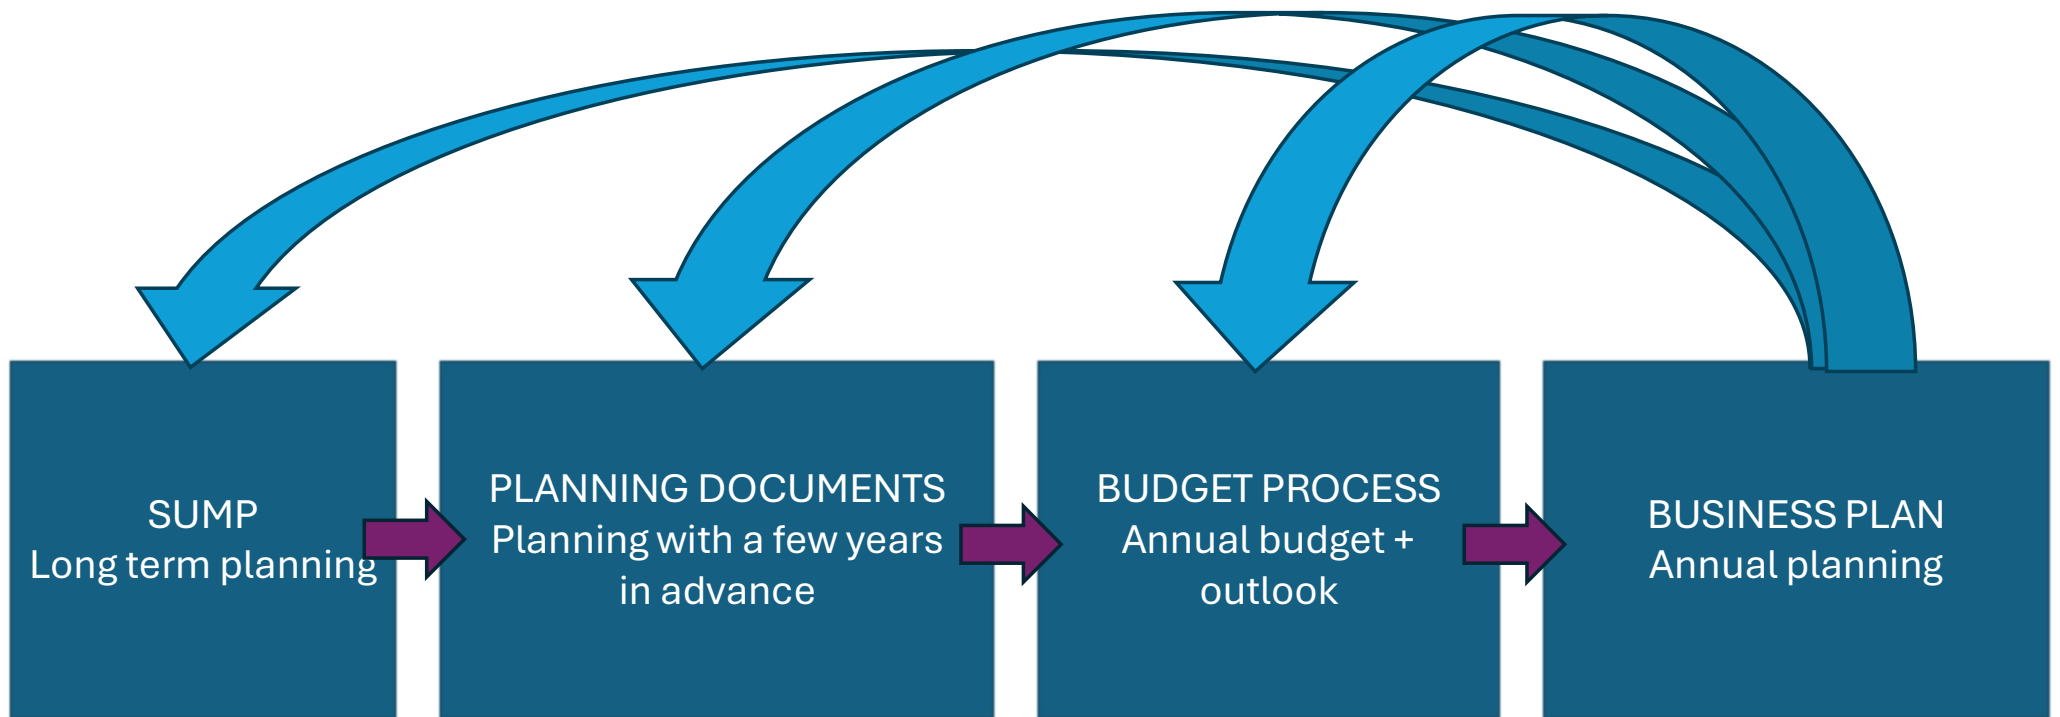 SUMP
Long term planning
PLANNING DOCUMENTS
Planning with a few years
in advance
BUDGET PROCESS
Annual budget +
outlook
BUSINESS PLAN
Annual planning